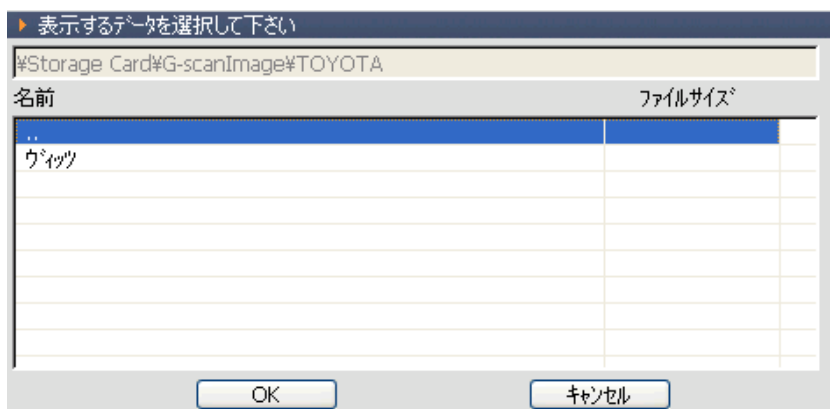 表示するﾃﾞｰﾀを選択して下さい
¥Storage Card¥G-scanImage¥TOYOTA
名前 ﾌｧｲﾙｻｲｽﾞ
..
ｳﾞｨｯﾂ
OK ｷｬﾝｾﾙ